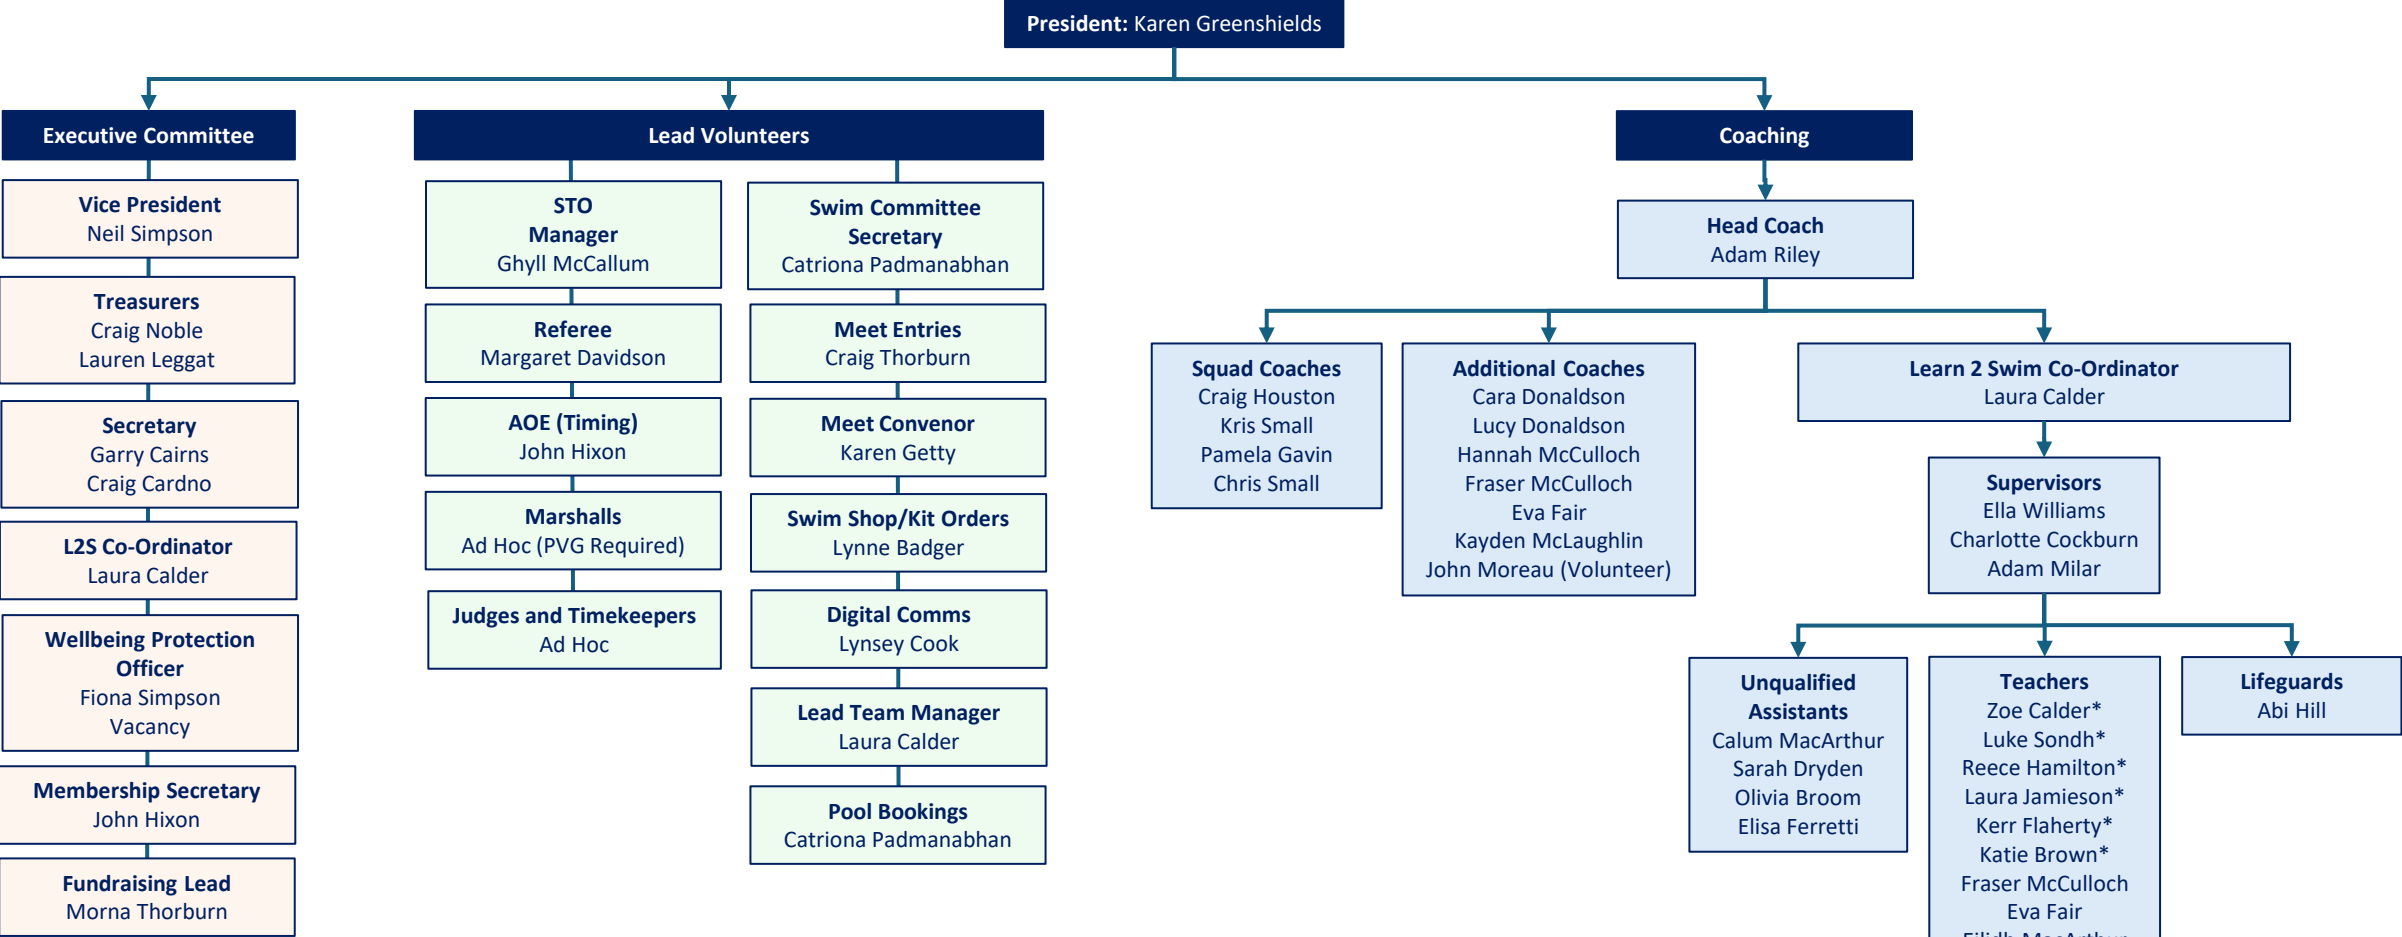 President: Karen Greenshields
Executive Committee
Vice President
Neil Simpson
Treasurers
Craig Noble
Lauren Leggat
Secretary
Garry Cairns
Craig Cardno
L2S Co-Ordinator
Laura Calder
Wellbeing Protection
Officer
Fiona Simpson
Vacancy
Membership Secretary
John Hixon
Fundraising Lead
Morna Thorburn
Lead Volunteers
STO
Manager
Ghyll McCallum
Referee
Margaret Davidson
AOE (Timing)
John Hixon
Marshalls
Ad Hoc (PVG Required)
Judges and Timekeepers
Ad Hoc
Swim Committee
Secretary
Catriona Padmanabhan
Meet Entries
Craig Thorburn
Meet Convenor
Karen Getty
Swim Shop/Kit Orders
Lynne Badger
Digital Comms
Lynsey Cook
Lead Team Manager
Laura Calder
Pool Bookings
Catriona Padmanabhan
Coaching
Head Coach
Adam Riley
Squad Coaches
Craig Houston
Kris Small
Pamela Gavin
Chris Small
Additional Coaches
Cara Donaldson
Lucy Donaldson
Hannah McCulloch
Fraser McCulloch
Eva Fair
Kayden McLaughlin
John Moreau (Volunteer)
Learn 2 Swim Co-Ordinator
Laura Calder
Supervisors
Ella Williams
Charlotte Cockburn
Adam Milar
Unqualified
Assistants
Calum MacArthur
Sarah Dryden
Olivia Broom
Elisa Ferretti
Teachers
Zoe Calder*
Luke Sondh*
Reece Hamilton*
Laura Jamieson*
Kerr Flaherty*
Katie Brown*
Fraser McCulloch
Eva Fair
Eilidh MacArthur
Lifeguards
Abi Hill